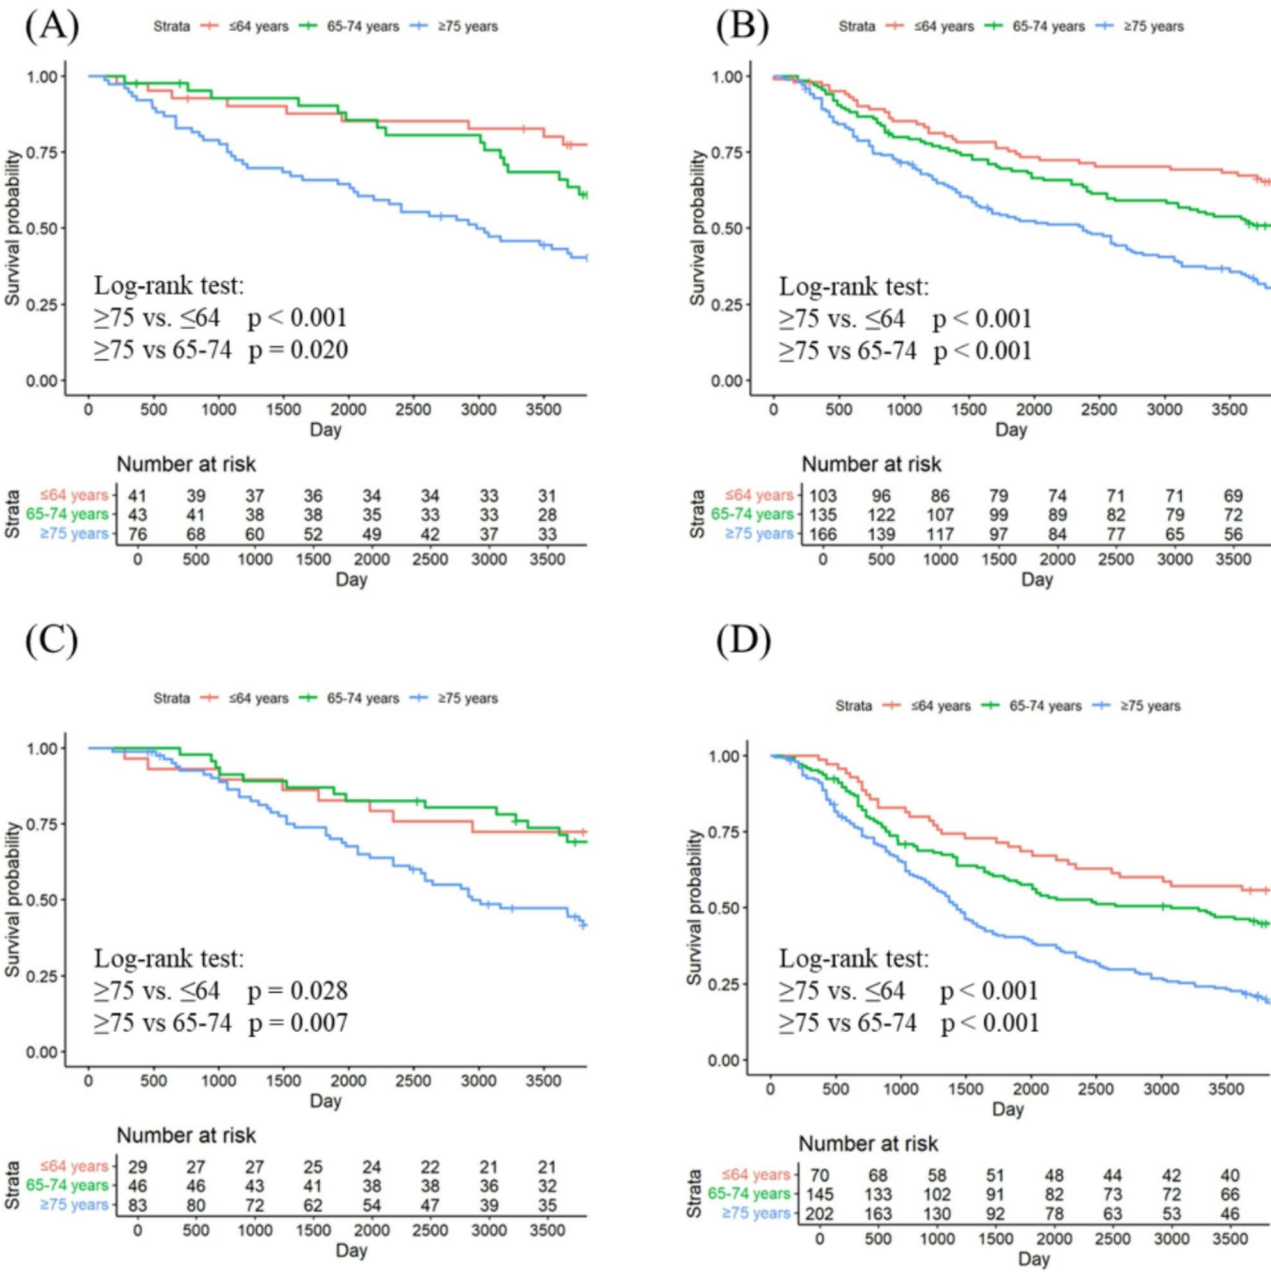 (A)
Strata ≤64 years 65-74 years ≥75 years
Survival probability
1.00
0.75
0.50
0.25
0.00
Log-rank test:
≥75 vs. ≤64 p < 0.001
≥75 vs 65-74 p = 0.020
0 500 1000 1500 2000 2500 3000 3500
Day
Number at risk
Strata
≤64 years 41 39 37 36 34 34 33 31
65-74 years 43 41 38 38 35 33 33 28
≥75 years 76 68 60 52 49 42 37 33
0 500 1000 1500 2000 2500 3000 3500
Day
(B)
Strata ≤64 years 65-74 years ≥75 years
Survival probability
1.00
0.75
0.50
0.25
0.00
Log-rank test:
≥75 vs. ≤64 p < 0.001
≥75 vs 65-74 p < 0.001
0 500 1000 1500 2000 2500 3000 3500
Day
Number at risk
Strata
≤64 years 103 96 86 79 74 71 71 69
65-74 years 135 122 107 99 89 82 79 72
≥75 years 166 139 117 97 84 77 65 56
0 500 1000 1500 2000 2500 3000 3500
Day
(C)
Strata ≤64 years 65-74 years ≥75 years
Survival probability
1.00
0.75
0.50
0.25
0.00
Log-rank test:
≥75 vs. ≤64 p = 0.028
≥75 vs 65-74 p = 0.007
0 500 1000 1500 2000 2500 3000 3500
Day
Number at risk
Strata
≤64 years 29 27 27 25 24 22 21 21
65-74 years 46 46 43 41 38 38 36 32
≥75 years 83 80 72 62 54 47 39 35
0 500 1000 1500 2000 2500 3000 3500
Day
(D)
Strata ≤64 years 65-74 years ≥75 years
Survival probability
1.00
0.75
0.50
0.25
0.00
Log-rank test:
≥75 vs. ≤64 p < 0.001
≥75 vs 65-74 p < 0.001
0 500 1000 1500 2000 2500 3000 3500
Day
Number at risk
Strata
≤64 years 70 68 58 51 48 44 42 40
65-74 years 145 133 102 91 82 73 72 66
≥75 years 202 163 130 92 78 63 53 46
0 500 1000 1500 2000 2500 3000 3500
Day